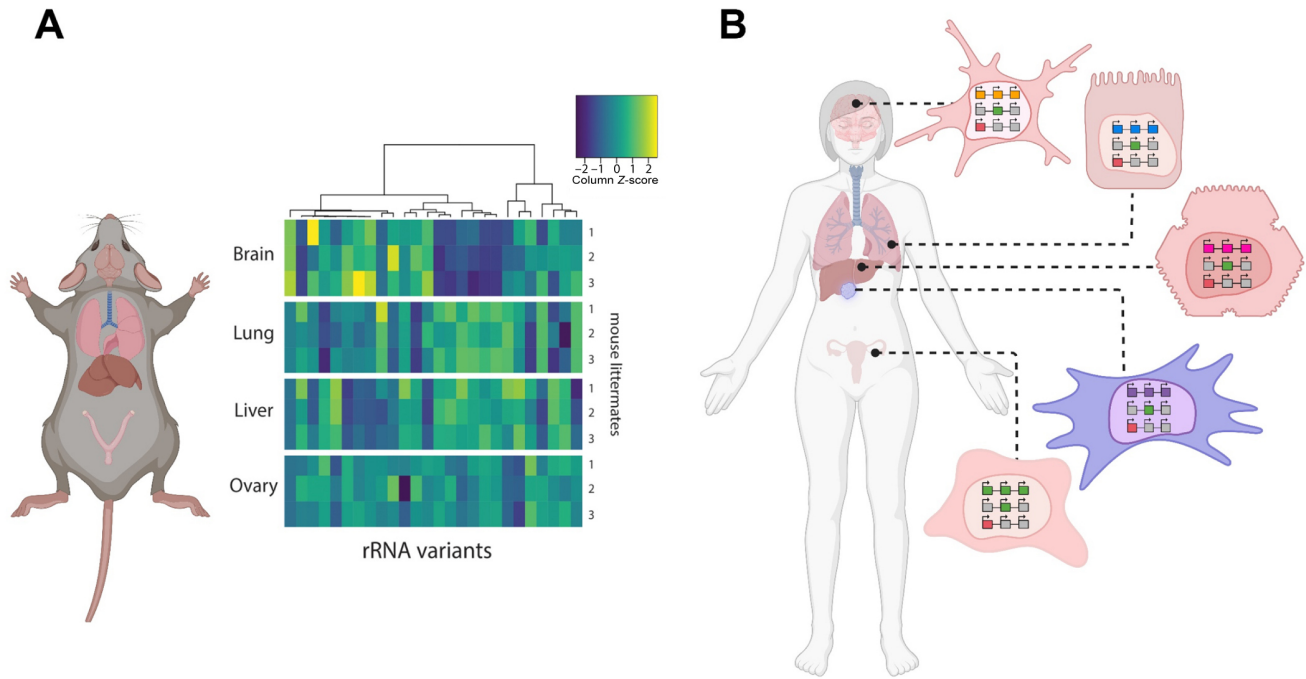 A
B
-2 -1 0 1 2
Column Z-score
Brain
1
2
3
Lung
1
2
3
Liver
1
2
3
Ovary
1
2
3
mouse littermates
rRNA variants